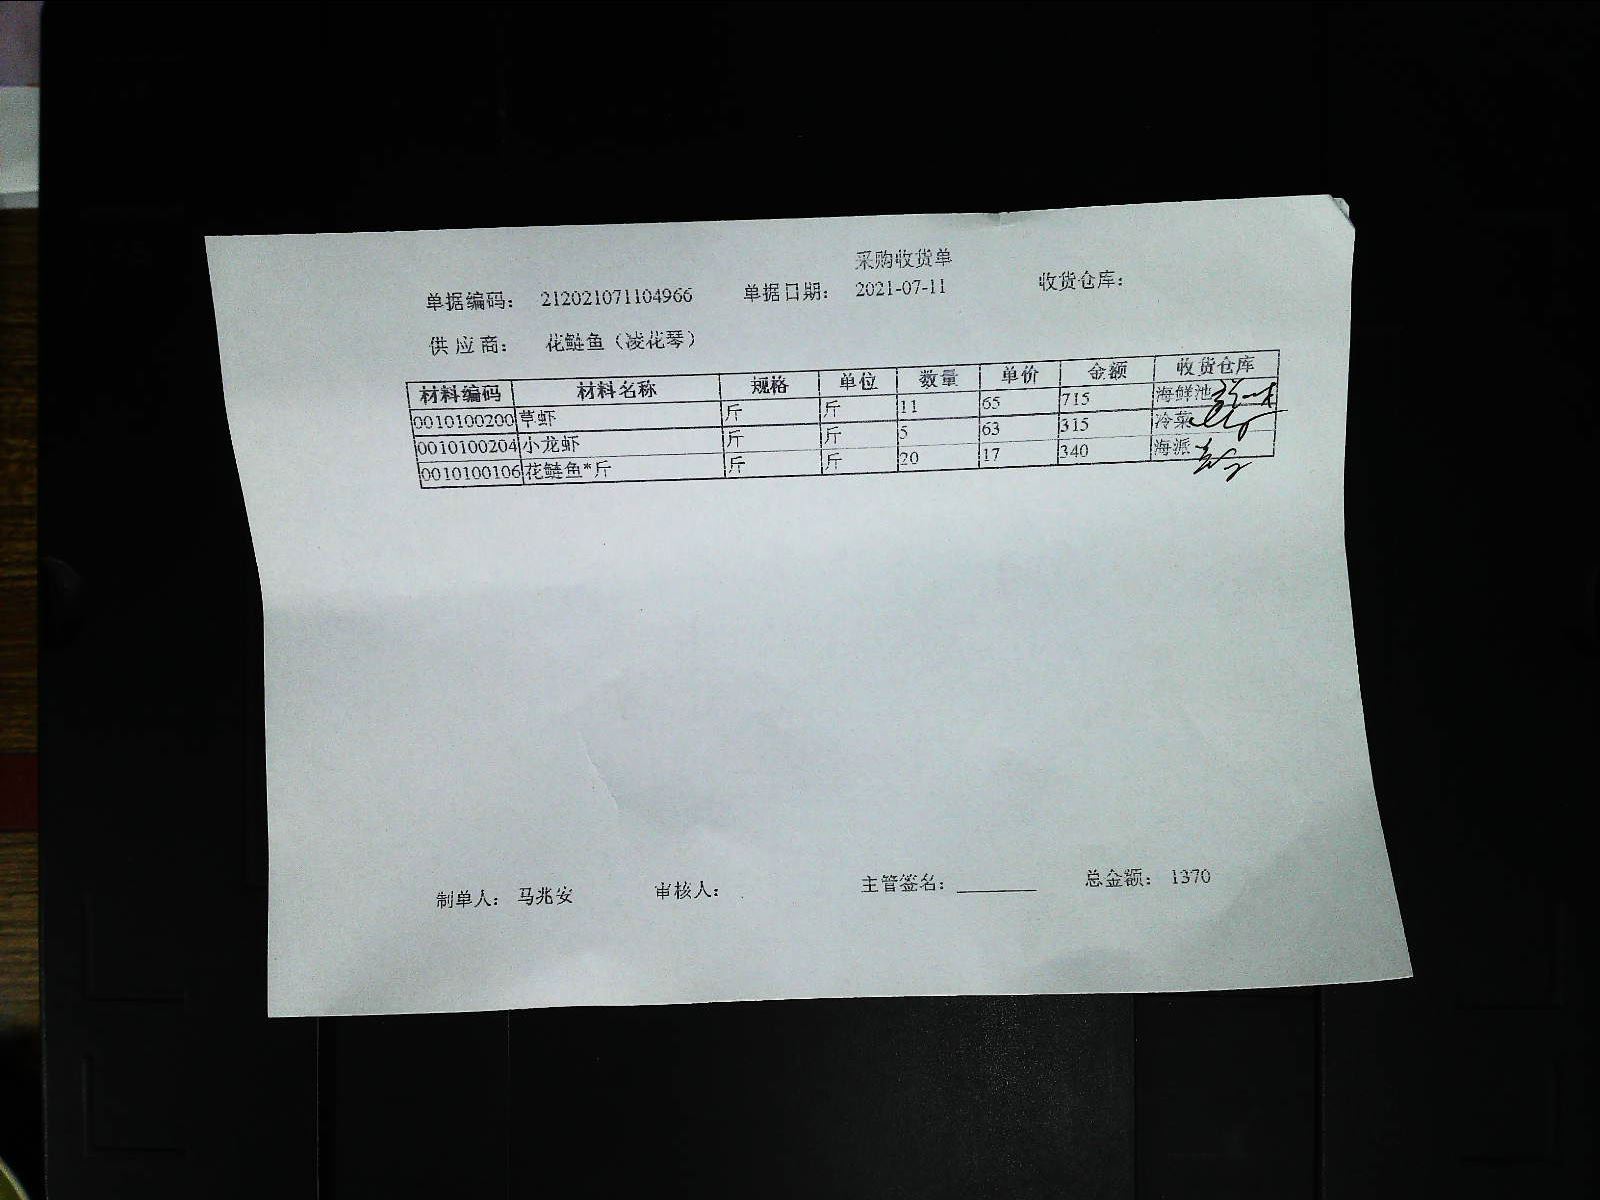 采购收货单
单据编码： 212021071104966 单据日期： 2021-07-11 收货仓库：
供 应 商： 花鲢鱼（凌花琴）
材料编码 材料名称 规格 单位 数量 单价 金额 收货仓库
0010100200 草虾 斤 斤 11 65 715 海鲜池
0010100204 小龙虾 斤 斤 5 63 315 冷菜
0010100106 花鲢鱼*斤 斤 斤 20 17 340 海派
制单人： 马兆安 审核人： 主管签名：________ 总金额： 1370